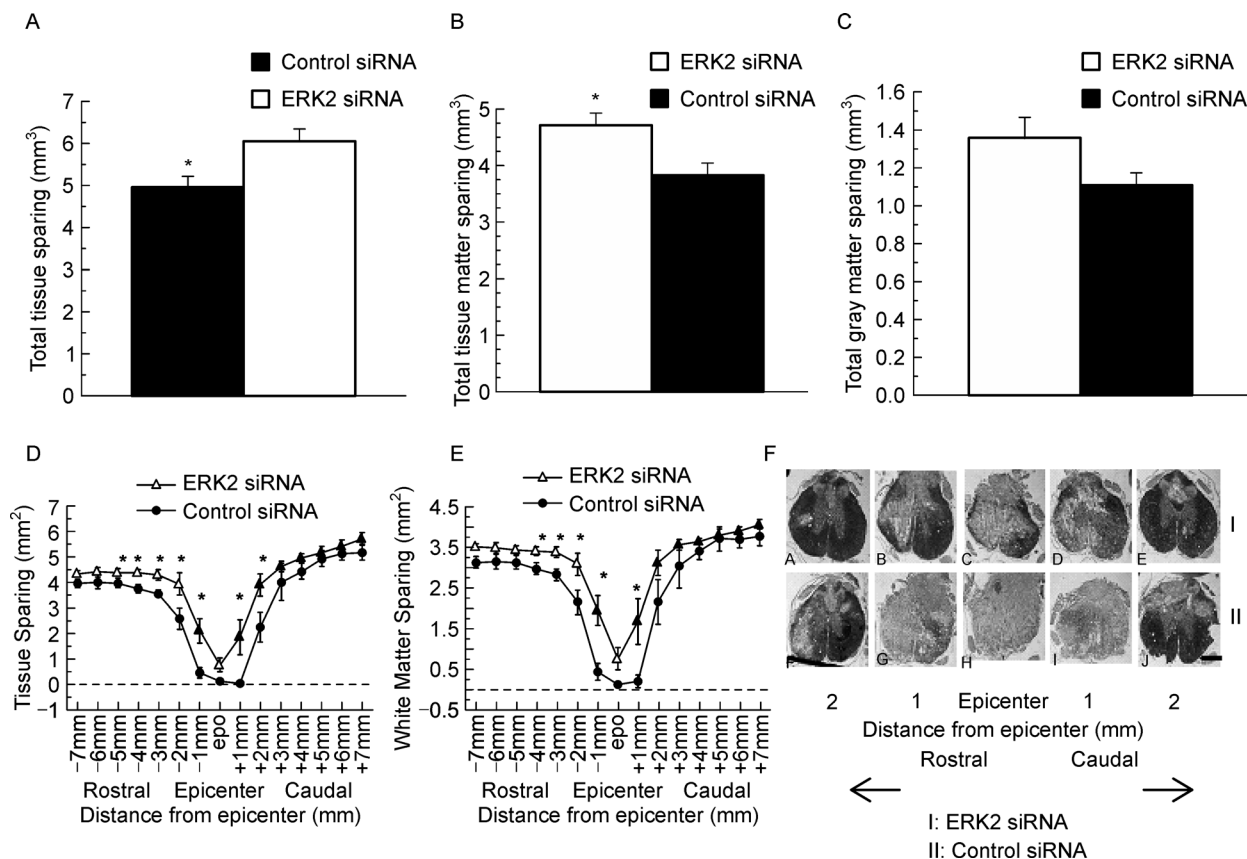 A
Control siRNA
ERK2 siRNA
Total tissue sparing (mm³)
7
6
5
4
3
2
1
0
*
B
ERK2 siRNA
Control siRNA
Total tissue matter sparing (mm³)
5
4
3
2
1
0
*
C
ERK2 siRNA
Control siRNA
Total gray matter sparing (mm³)
1.6
1.4
1.2
1.0
0.8
0.6
0.4
0.2
0.0
D
ERK2 siRNA
Control siRNA
Tissue Sparing (mm²)
7
6
5
4
3
2
1
0
−1
* * * * * * *
−7mm
−6mm
−5mm
−4mm
−3mm
−2mm
−1mm
epo
+1mm
+2mm
+3mm
+4mm
+5mm
+6mm
+7mm
Rostral Epicenter Caudal
Distance from epicenter (mm)
E
ERK2 siRNA
Control siRNA
White Matter Sparing (mm²)
4.5
3.5
2.5
1.5
0.5
−0.5
* * * * *
−7mm
−6mm
−5mm
−4mm
−3mm
−2mm
−1mm
epo
+1mm
+2mm
+3mm
+4mm
+5mm
+6mm
+7mm
Rostral Epicenter Caudal
Distance from epicenter (mm)
F
A B C D E
I
F G H I J
II
2 1 Epicenter 1 2
Distance from epicenter (mm)
Rostral Caudal
I: ERK2 siRNA
II: Control siRNA